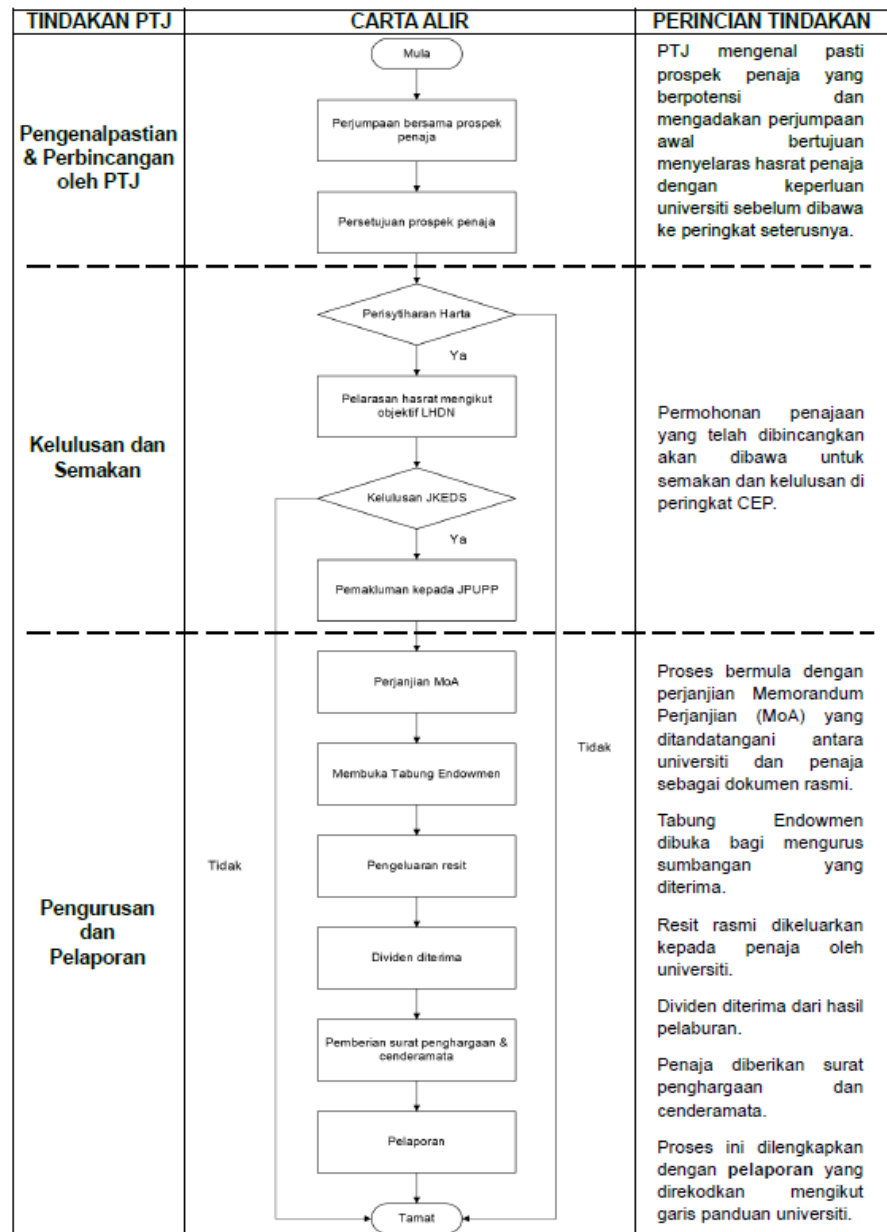 TINDAKAN PTJ
CARTA ALIR
PERINCIAN TINDAKAN
Pengenalpastian
& Perbincangan
oleh PTJ
Mula
Perjumpaan bersama prospek
penaja
Persetujuan prospek penaja
PTJ mengenal pasti
prospek penaja yang
berpotensi dan
mengadakan perjumpaan
awal bertujuan
menyelaras hasrat penaja
dengan keperluan
universiti sebelum dibawa
ke peringkat seterusnya.
Kelulusan dan
Semakan
Perisytiharan Harta
Ya
Pelarasan hasrat mengikut
objektif LHDN
Kelulusan JKEDS
Ya
Pemakluman kepada JPUPP
Permohonan penajaan
yang telah dibincangkan
akan dibawa untuk
semakan dan kelulusan di
peringkat CEP.
Pengurusan
dan
Pelaporan
Tidak
Perjanjian MoA
Membuka Tabung Endowmen
Pengeluaran resit
Dividen diterima
Pemberian surat penghargaan &
cenderamata
Pelaporan
Tamat
Tidak
Proses bermula dengan
perjanjian Memorandum
Perjanjian (MoA) yang
ditandatangani antara
universiti dan penaja
sebagai dokumen rasmi.
Tabung Endowmen
dibuka bagi mengurus
sumbangan yang
diterima.
Resit rasmi dikeluarkan
kepada penaja oleh
universiti.
Dividen diterima dari hasil
pelaburan.
Penaja diberikan surat
penghargaan dan
cenderamata.
Proses ini dilengkapkan
dengan pelaporan yang
direkodkan mengikut
garis panduan universiti.